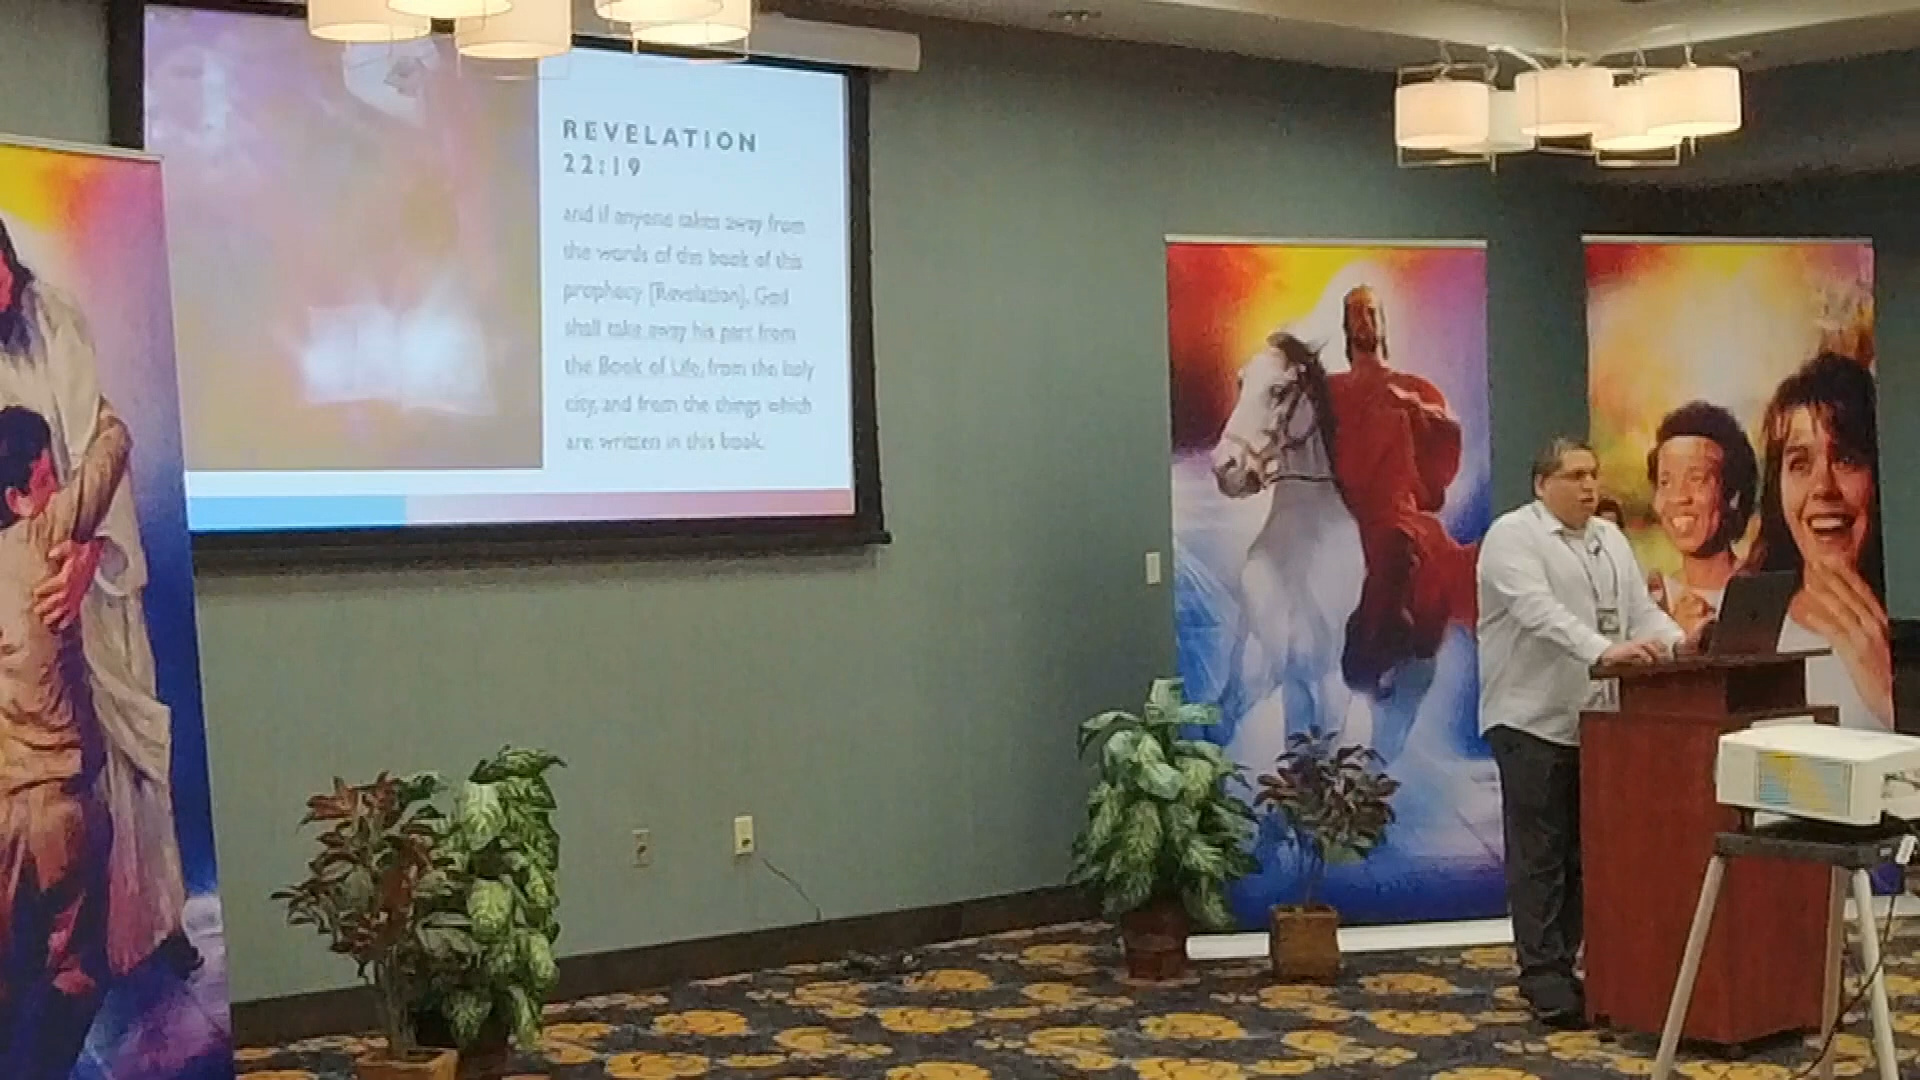 REVELATION
22:19
and if anyone takes away from
the words of the book of this
prophecy [Revelation], God
shall take away his part from
the Book of Life, from the holy
city, and from the things which
are written in this book.